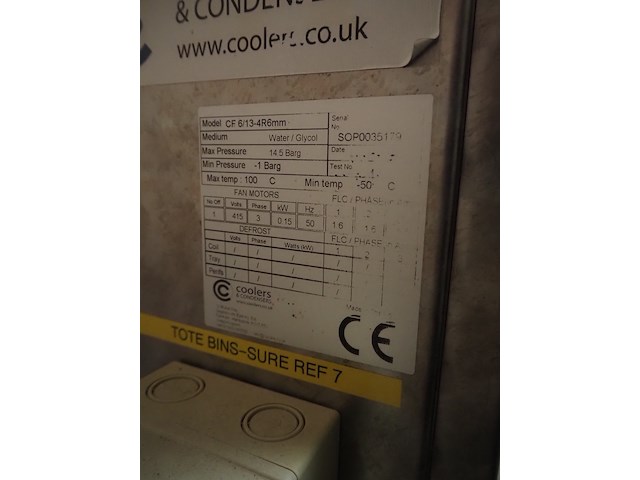 & CONDENS
www.coolers.co.uk
Model CF 6/13-4R6mm Serial No. SOP0035179
Medium Water / Glycol
Max Pressure 14.5 Barg Date
Min Pressure -1 Barg Test No
Max temp : 100 C Min temp -50 C
FAN MOTORS FLC / PHASE
No Off Volts Phase kW Hz 1 2
1 415 3 0.15 50 1.6 1.6
DEFROST FLC / PHASE
Volts Phase Watts (kW) 1 2
Coil / / / /
Tray / / / /
Perifs / / / /
coolers
& CONDENSERS
CE
TOTE BINS-SURE REF 7